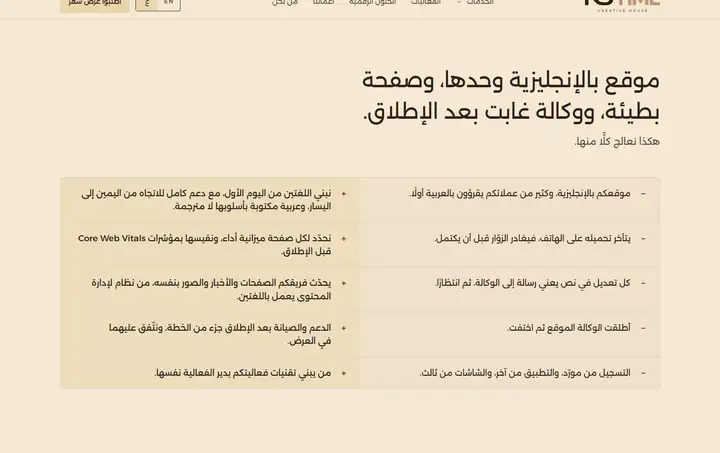 الخدمات
الفعاليات
الحلول الرقمية
أعمالنا
من نحن
EN
ع
اطلبوا عرض سعر
TIME
CREATIVE HOUSE
موقع بالإنجليزية وحدها، وصفحة
بطيئة، ووكالة غابت بعد الإطلاق.
هكذا نعالج كلًّا منها.
− موقعكم بالإنجليزية، وكثير من عملائكم يقرؤون بالعربية أولًا.
+ نبني اللغتين من اليوم الأول، مع دعم كامل للاتجاه من اليمين إلى
اليسار، وعربية مكتوبة بأسلوبها لا مترجمة.
− يتأخر تحميله على الهاتف، فيغادر الزوّار قبل أن يكتمل.
+ نحدّد لكل صفحة ميزانية أداء، ونقيسها بمؤشرات Core Web Vitals
قبل الإطلاق.
− كل تعديل في نص يعني رسالة إلى الوكالة، ثم انتظارًا.
+ يحدّث فريقكم الصفحات والأخبار والصور بنفسه، من نظام لإدارة
المحتوى يعمل باللغتين.
− أطلقت الوكالة الموقع ثم اختفت.
+ الدعم والصيانة بعد الإطلاق جزء من الخطة، ونتّفق عليهما
في العرض.
− التسجيل من مورّد، والتطبيق من آخر، والشاشات من ثالث.
+ من يبني تقنيات فعاليتكم يدير الفعالية نفسها.